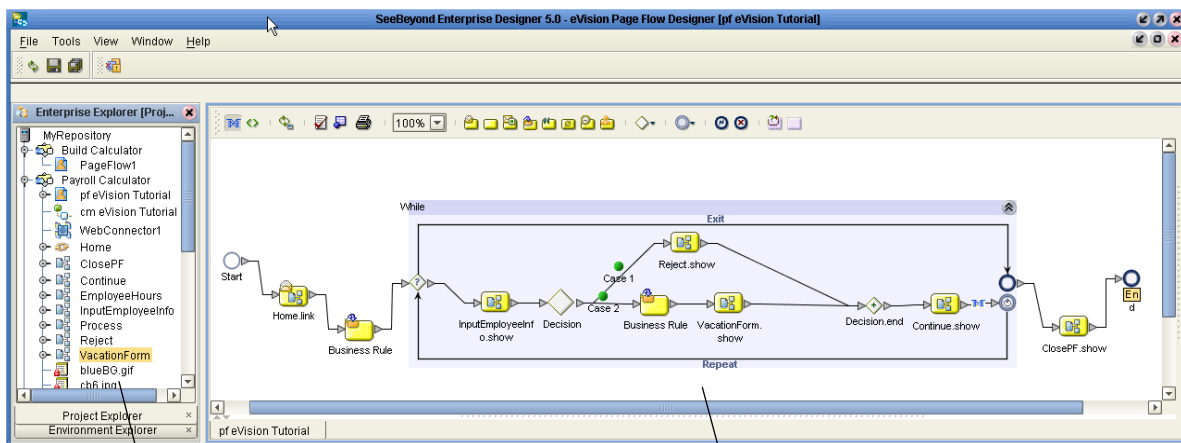 SeeBeyond Enterprise Designer 5.0 - eVision Page Flow Designer [pf eVision Tutorial]
File Tools View Window Help
Enterprise Explorer [Proj...
MyRepository
Build Calculator
PageFlow1
Payroll Calculator
pf eVision Tutorial
cm eVision Tutorial
WebConnector1
Home
ClosePF
Continue
EmployeeHours
InputEmployeeInfo
Process
Reject
VacationForm
blueBG.gif
cb6.jpg
Project Explorer
Environment Explorer
100%
While
Exit
Start
Home.link
Business Rule
?
InputEmployeeInf
o.show
Decision
Case 1
Case 2
Reject.show
Business Rule
VacationForm.
show
Decision.end
Continue.show
Repeat
ClosePF.show
En
d
pf eVision Tutorial